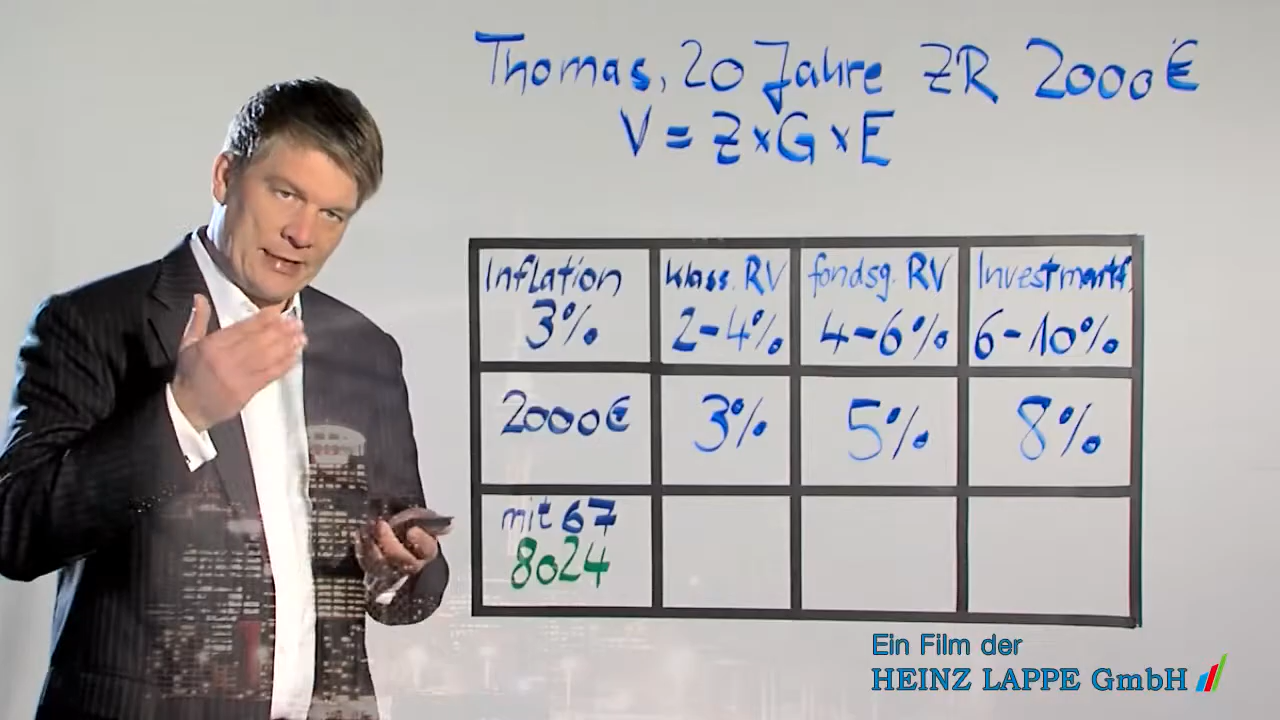 Thomas, 20 Jahre ZR 2000€
V = Z×G×E
Inflation 3%
klass. RV 2-4%
fondsg. RV 4-6%
Investmentf. 6-10%
2000€
3%
5%
8%
mit 67
8024
Ein Film der
HEINZ LAPPE GmbH